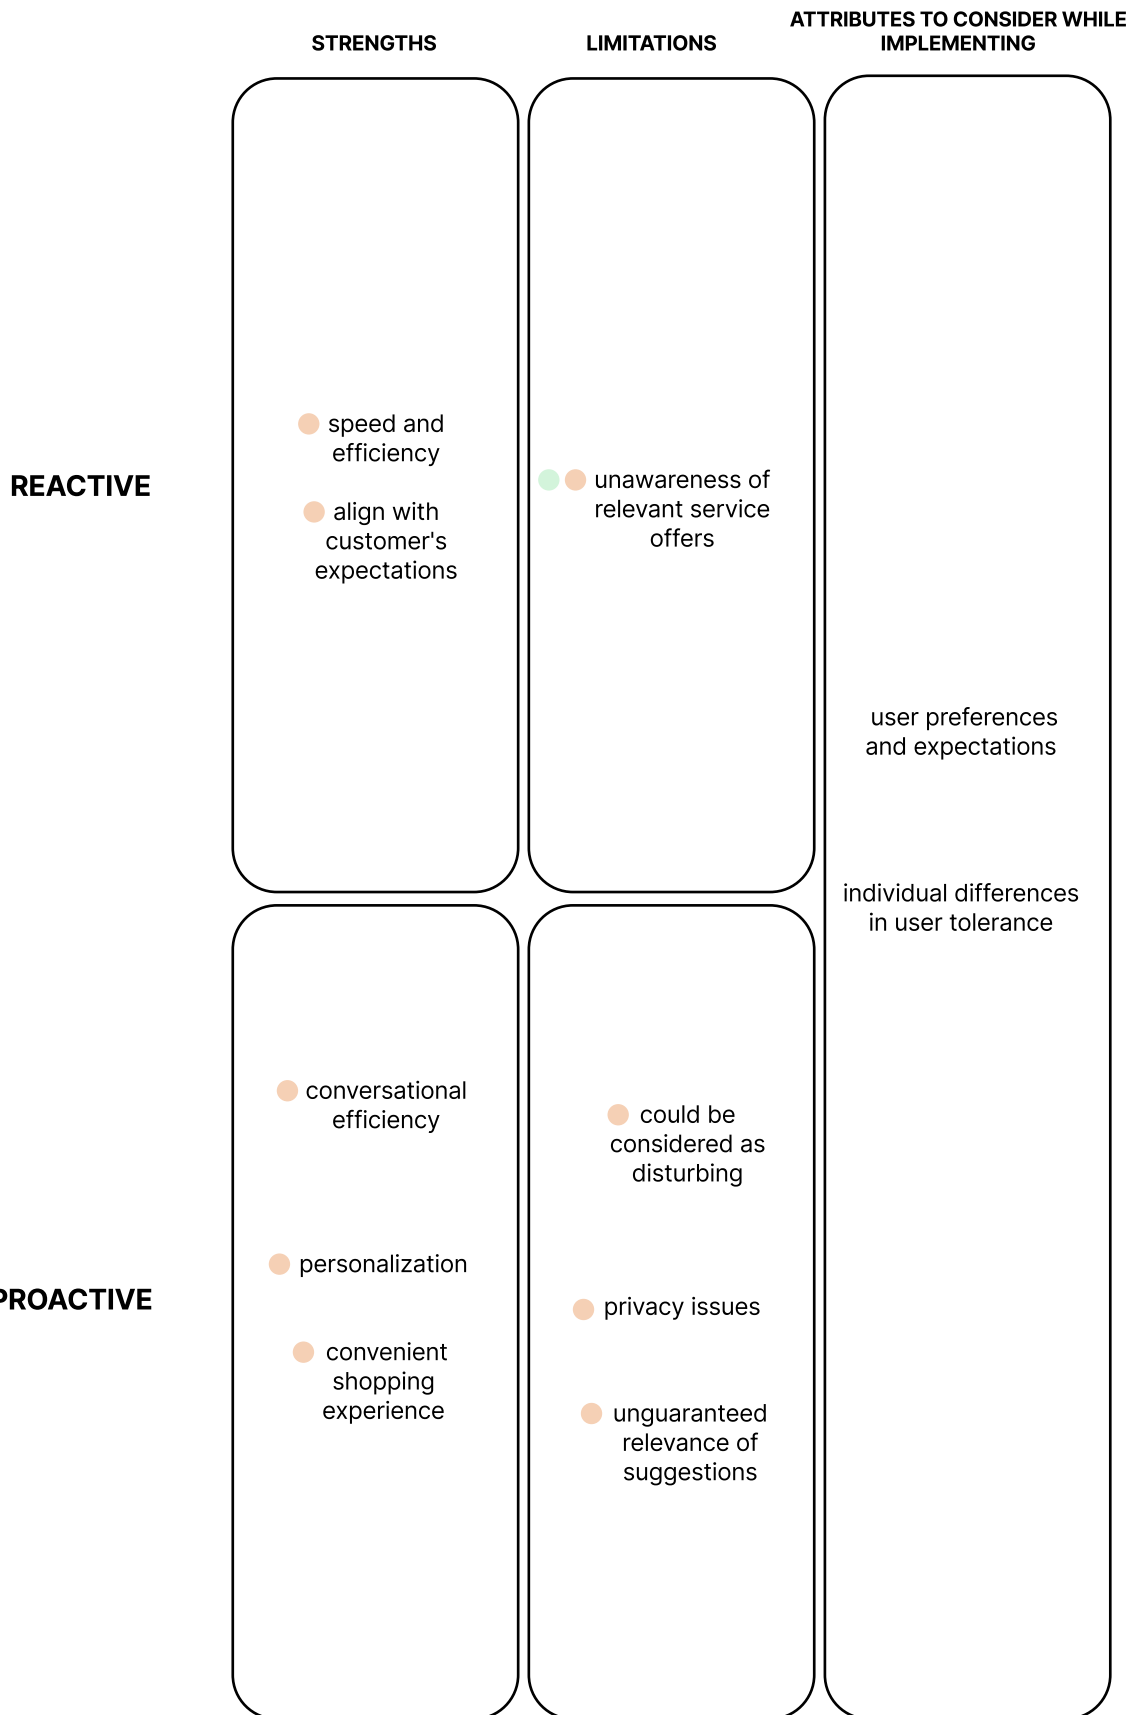 STRENGTHS
LIMITATIONS
ATTRIBUTES TO CONSIDER WHILE
IMPLEMENTING
REACTIVE
speed and
efficiency
align with
customer's
expectations
unawareness of
relevant service
offers
user preferences
and expectations
individual differences
in user tolerance
PROACTIVE
conversational
efficiency
personalization
convenient
shopping
experience
could be
considered as
disturbing
privacy issues
unguaranteed
relevance of
suggestions